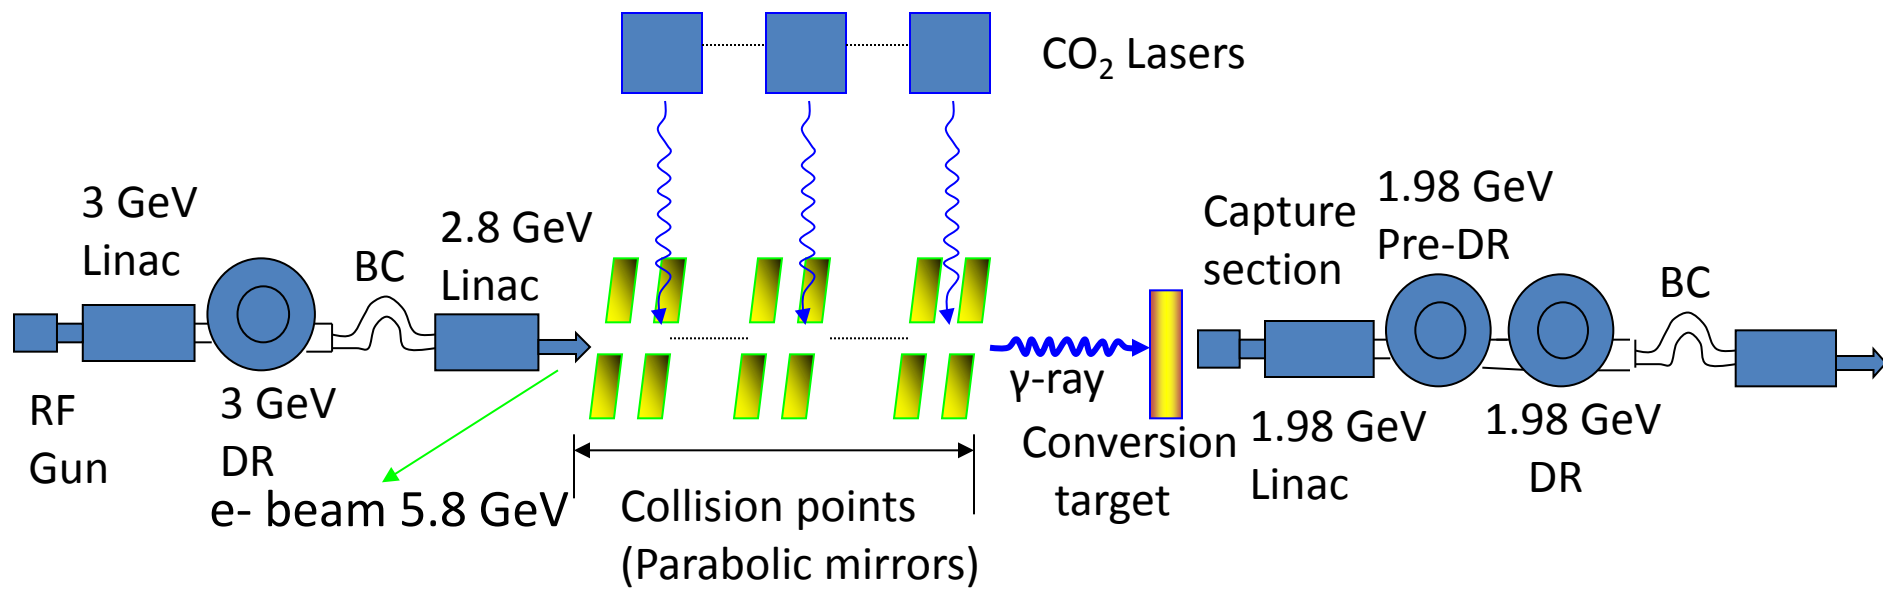 CO₂ Lasers
3 GeV
Linac
BC
2.8 GeV
Linac
RF
Gun
3 GeV
DR
e- beam 5.8 GeV
Collision points
(Parabolic mirrors)
γ-ray
Conversion
target
Capture
section
1.98 GeV
Pre-DR
BC
1.98 GeV
Linac
1.98 GeV
DR